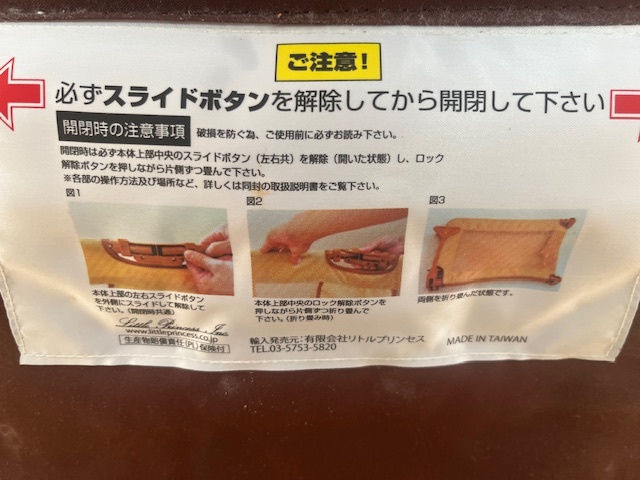 ご注意!
必ずスライドボタンを解除してから開閉して下さい
開閉時の注意事項 破損を防ぐ為、ご使用前に必ずお読み下さい。
開閉時は必ず本体上部中央のスライドボタン（左右共）を解除（開いた状態）し、ロック
解除ボタンを押しながら片側ずつ畳んで下さい。
※各部の操作方法及び場所など、詳しくは同封の取扱説明書をご覧下さい。
図1
図2
図3
本体上部の左右スライドボタン
を外側にスライドして解除して
下さい。(開閉時共通)
本体上部中央のロック解除ボタンを
押しながら片側ずつ折り畳んで
下さい。(折り畳み時)
両側を折り畳んだ状態です。
Little Princess, Inc.
www.littleprincess.co.jp
生産物賠償責任(PL)保険付
輸入発売元：有限会社リトルプリンセス
TEL.03-5753-5820
MADE IN TAIWAN